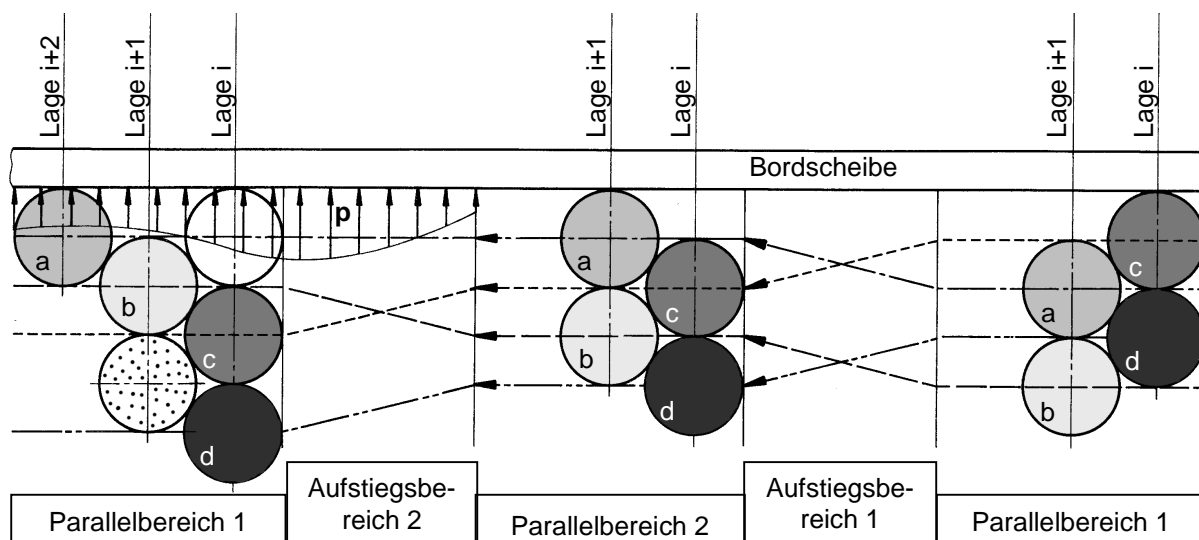 Lage i+2
Lage i+1
Lage i
Lage i+1
Lage i
Lage i+1
Lage i
Bordscheibe
p
a
b
c
d
a
b
c
d
a
b
c
d
Parallelbereich 1
Aufstiegsbe-
reich 2
Parallelbereich 2
Aufstiegsbe-
reich 1
Parallelbereich 1